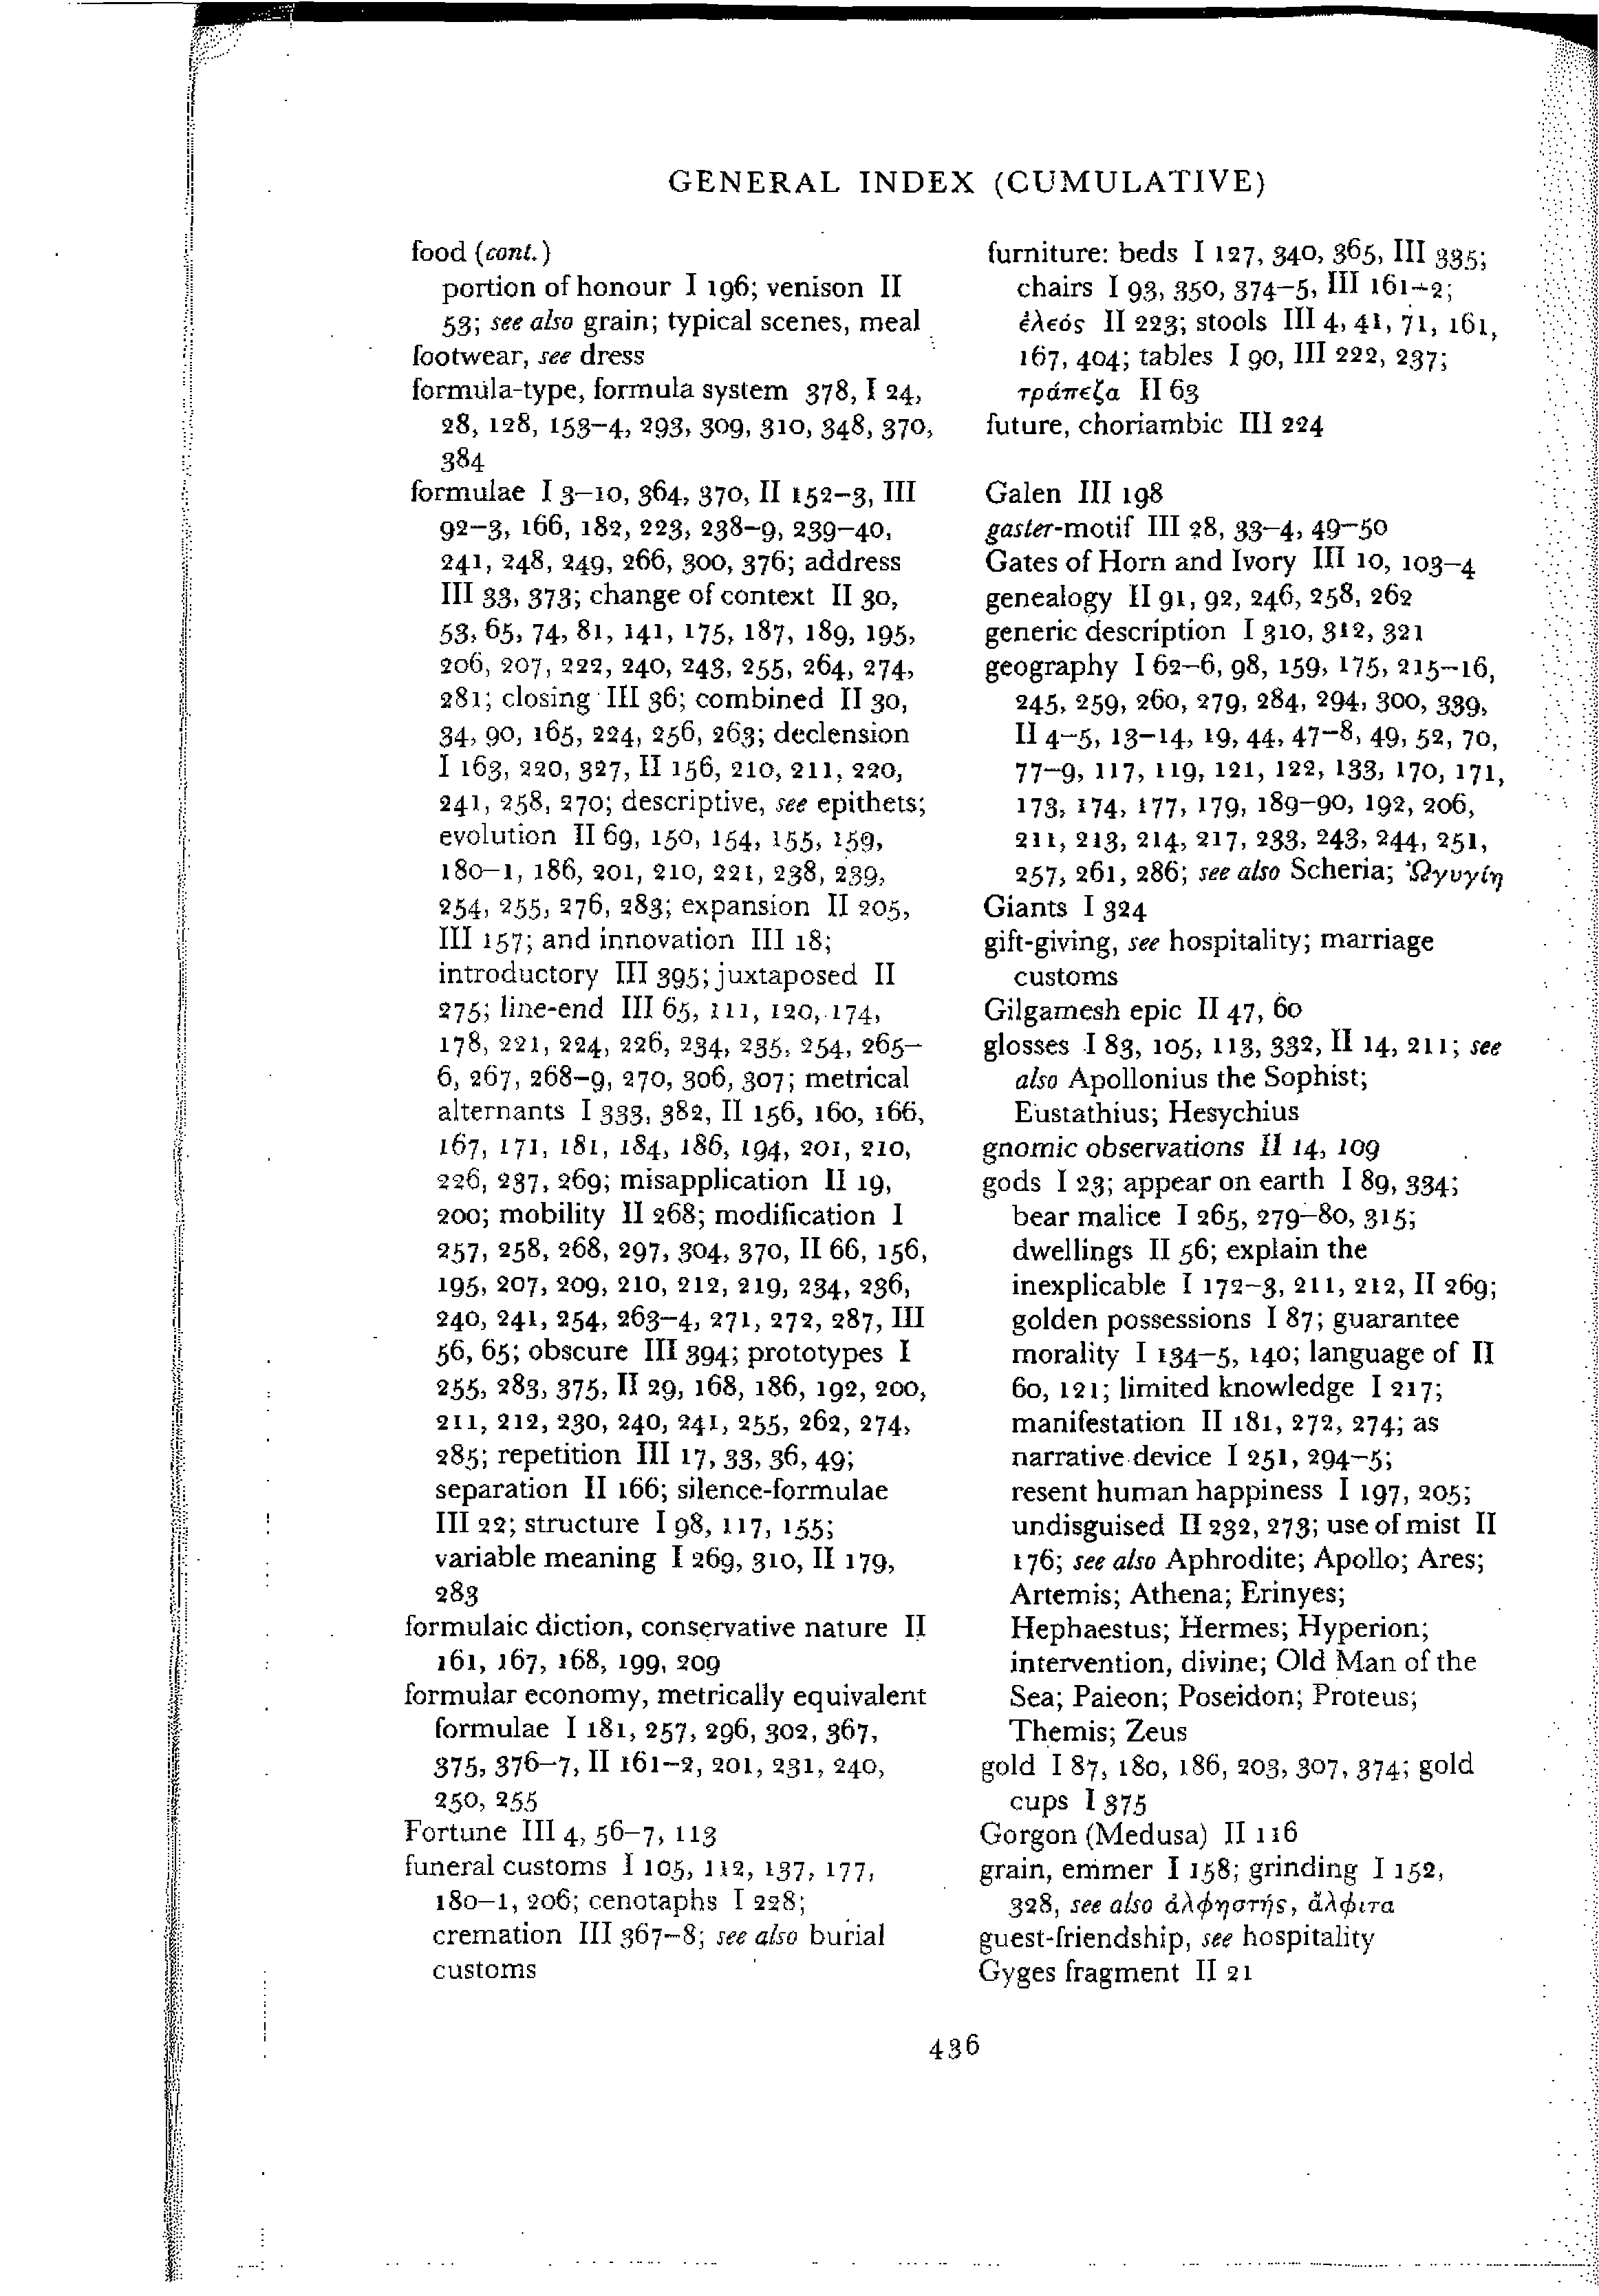 GENERAL INDEX (CUMULATIVE)
food (cont.)
portion of honour I 196; venison II
53; see also grain; typical scenes, meal
footwear, see dress
formula-type, formula system 378, I 24,
28, 128, 153–4, 293, 309, 310, 348, 370,
384
formulae I 3–10, 364, 370, II 152–3, III
92–3, 166, 182, 223, 238–9, 239–40,
241, 248, 249, 266, 300, 376; address
III 33, 373; change of context II 30,
53, 65, 74, 81, 141, 175, 187, 189, 195,
206, 207, 222, 240, 243, 255, 264, 274,
281; closing III 36; combined II 30,
34, 90, 165, 224, 256, 263; declension
I 163, 220, 327, II 156, 210, 211, 220,
241, 258, 270; descriptive, see epithets;
evolution II 69, 150, 154, 155, 159,
180–1, 186, 201, 210, 221, 238, 239,
254, 255, 276, 283; expansion II 205,
III 157; and innovation III 18;
introductory III 395; juxtaposed II
275; line-end III 65, 111, 120, 174,
178, 221, 224, 226, 234, 235, 254, 265–
6, 267, 268–9, 270, 306, 307; metrical
alternants I 333, 382, II 156, 160, 166,
167, 171, 181, 184, 186, 194, 201, 210,
226, 237, 269; misapplication II 19,
200; mobility II 268; modification I
257, 258, 268, 297, 304, 370, II 66, 156,
195, 207, 209, 210, 212, 219, 234, 236,
240, 241, 254, 263–4, 271, 272, 287, III
56, 65; obscure III 394; prototypes I
255, 283, 375, II 29, 168, 186, 192, 200,
211, 212, 230, 240, 241, 255, 262, 274,
285; repetition III 17, 33, 36, 49;
separation II 166; silence-formulae
III 22; structure I 98, 117, 155;
variable meaning I 269, 310, II 179,
283
formulaic diction, conservative nature II
161, 167, 168, 199, 209
formular economy, metrically equivalent
formulae I 181, 257, 296, 302, 367,
375, 376–7, II 161–2, 201, 231, 240,
250, 255
Fortune III 4, 56–7, 113
funeral customs I 105, 112, 137, 177,
180–1, 206; cenotaphs I 228;
cremation III 367–8; see also burial
customs
furniture: beds I 127, 340, 365, III 335;
chairs I 93, 350, 374–5, III 161–2;
ἐλεός II 223; stools III 4, 41, 71, 161,
167, 404; tables I 90, III 222, 237;
τράπεζα II 63
future, choriambic III 224
Galen III 198
gaster-motif III 28, 33–4, 49–50
Gates of Horn and Ivory III 10, 103–4
genealogy II 91, 92, 246, 258, 262
generic description I 310, 312, 321
geography I 62–6, 98, 159, 175, 215–16,
245, 259, 260, 279, 284, 294, 300, 339,
II 4–5, 13–14, 19, 44, 47–8, 49, 52, 70,
77–9, 117, 119, 121, 122, 133, 170, 171,
173, 174, 177, 179, 189–90, 192, 206,
211, 213, 214, 217, 233, 243, 244, 251,
257, 261, 286; see also Scheria; Ὠγυγίη
Giants I 324
gift-giving, see hospitality; marriage
customs
Gilgamesh epic II 47, 60
glosses I 83, 105, 113, 332, II 14, 211; see
also Apollonius the Sophist;
Eustathius; Hesychius
gnomic observations II 14, 109
gods I 23; appear on earth I 89, 334;
bear malice I 265, 279–80, 315;
dwellings II 56; explain the
inexplicable I 172–3, 211, 212, II 269;
golden possessions I 87; guarantee
morality I 134–5, 140; language of II
60, 121; limited knowledge I 217;
manifestation II 181, 272, 274; as
narrative device I 251, 294–5;
resent human happiness I 197, 205;
undisguised II 232, 273; use of mist II
176; see also Aphrodite; Apollo; Ares;
Artemis; Athena; Erinyes;
Hephaestus; Hermes; Hyperion;
intervention, divine; Old Man of the
Sea; Paieon; Poseidon; Proteus;
Themis; Zeus
gold I 87, 180, 186, 203, 307, 374; gold
cups I 375
Gorgon (Medusa) II 116
grain, emmer I 158; grinding I 152,
328, see also ἀλφηστής, ἄλφιτα
guest-friendship, see hospitality
Gyges fragment II 21
436